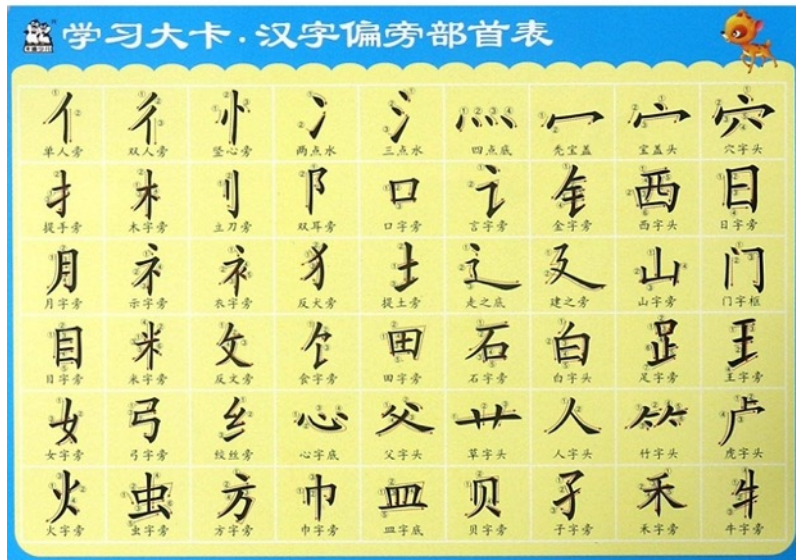 学习大卡·汉字偏旁部首表
亻 彳 忄 冫 氵 灬 冖 宀 穴
单人旁 双人旁 竖心旁 两点水 三点水 四点底 秃宝盖 宝盖头 穴字头
扌 木 刂 阝 口 讠 钅 西 日
提手旁 木字旁 立刀旁 双耳旁 口字旁 言字旁 金字旁 西字头 日字旁
月 礻 衤 犭 土 辶 廴 山 门
月字旁 示字旁 衣字旁 反犬旁 提土旁 走之底 建之旁 山字旁 门字框
目 米 攵 饣 田 石 白 𧾷 王
目字旁 米字旁 反文旁 食字旁 田字旁 石字旁 白字头 足字旁 王字旁
女 弓 纟 心 父 艹 人 𥫗 虍
女字旁 弓字旁 绞丝旁 心字底 父字头 草字头 人字头 竹字头 虎字头
火 虫 方 巾 皿 贝 子 禾 牜
火字旁 虫字旁 方字旁 巾字旁 皿字底 贝字旁 子字旁 禾字旁 牛字旁